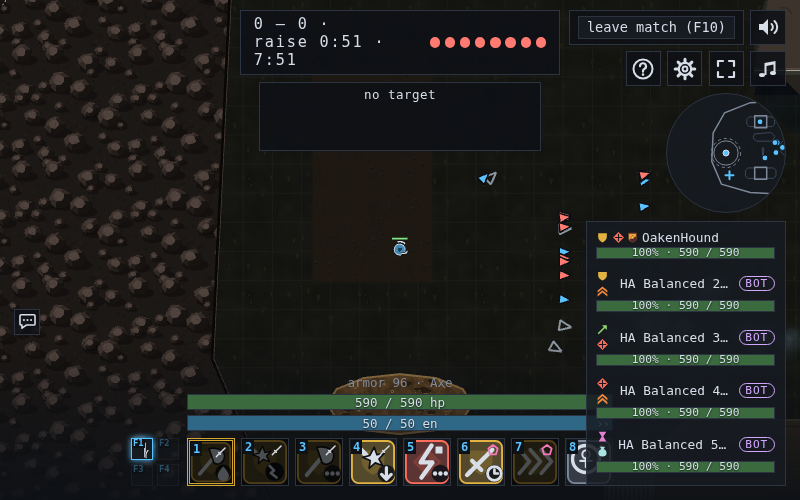 0 — 0 ·
raise 0:51 ·
7:51
leave match (F10)
no target
OakenHound
100% · 590 / 590
HA Balanced 2… BOT
100% · 590 / 590
HA Balanced 3… BOT
100% · 590 / 590
HA Balanced 4… BOT
100% · 590 / 590
HA Balanced 5… BOT
100% · 590 / 590
armor 96 · Axe
590 / 590 hp
50 / 50 en
F1 F2
F3 F4
1 2 3 4 5 6 7 8